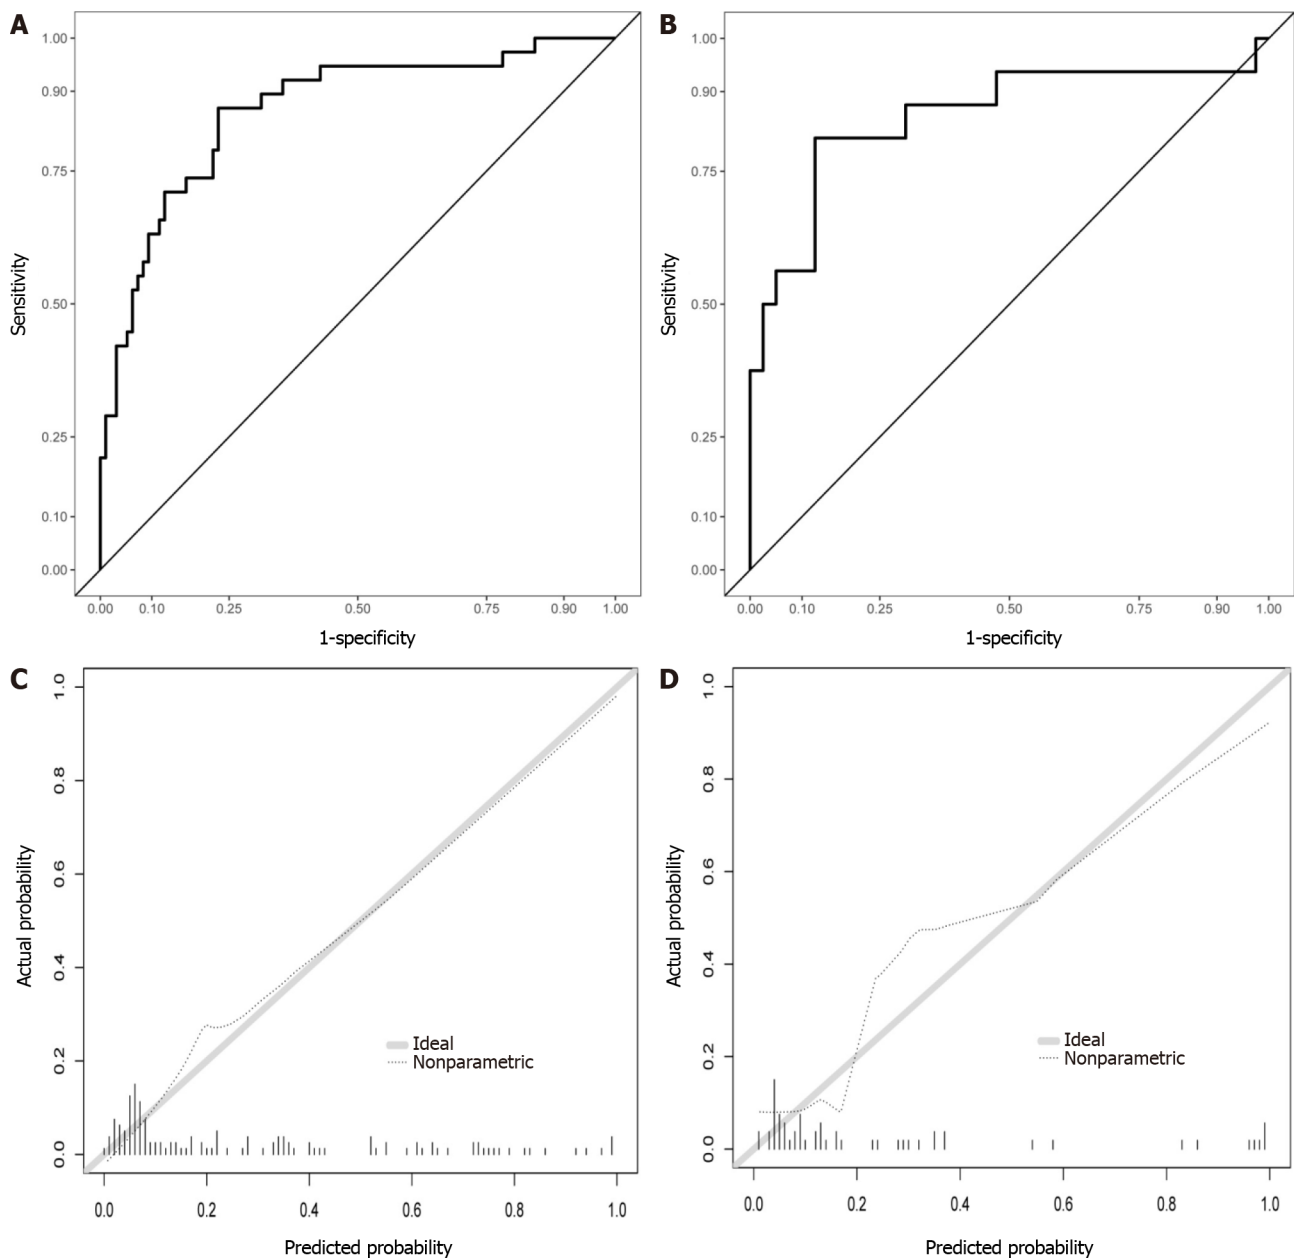 A
1.00
0.90
0.75
0.50
0.25
0.10
0.00
Sensitivity
0.00 0.10 0.25 0.50 0.75 0.90 1.00
1-specificity
B
1.00
0.90
0.75
0.50
0.25
0.10
0.00
Sensitivity
0.00 0.10 0.25 0.50 0.75 0.90 1.00
1-specificity
C
1.0
0.8
0.6
0.4
0.2
0.0
Actual probability
Ideal
Nonparametric
0.0 0.2 0.4 0.6 0.8 1.0
Predicted probability
D
1.0
0.8
0.6
0.4
0.2
0.0
Actual probability
Ideal
Nonparametric
0.0 0.2 0.4 0.6 0.8 1.0
Predicted probability